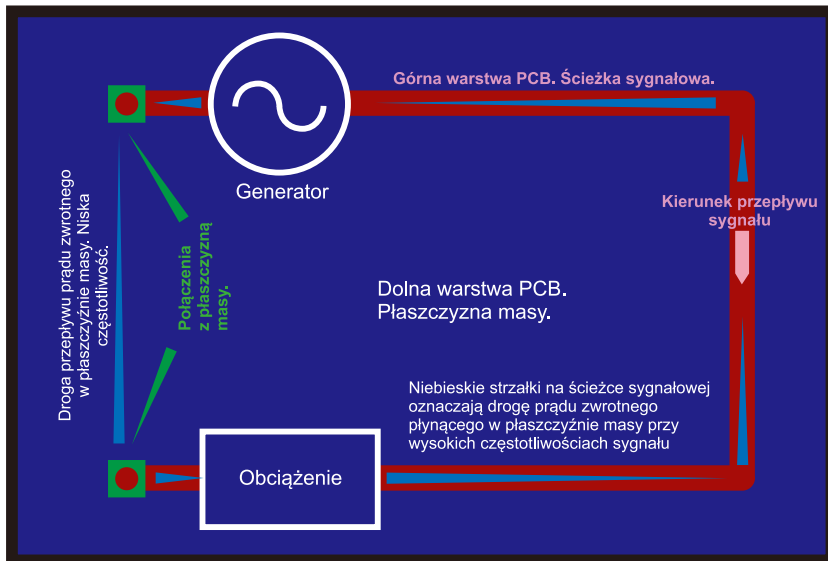 Górna warstwa PCB. Ścieżka sygnałowa.
Generator
Kierunek przepływu
sygnału
Droga przepływu prądu zwrotnego
w płaszczyźnie masy. Niska
częstotliwość.
Połączenia
z płaszczyzną
masy.
Dolna warstwa PCB.
Płaszczyzna masy.
Niebieskie strzałki na ścieżce sygnałowej
oznaczają drogę prądu zwrotnego
płynącego w płaszczyźnie masy przy
wysokich częstotliwościach sygnału
Obciążenie